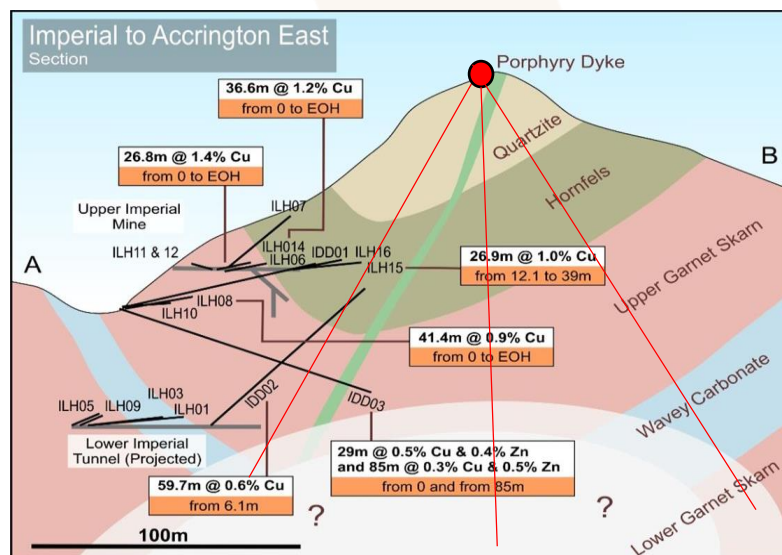 Imperial to Accrington East
Section
Porphyry Dyke
36.6m @ 1.2% Cu
from 0 to EOH
Quartzite
B
26.8m @ 1.4% Cu
from 0 to EOH
Hornfels
ILH07
Upper Imperial
Mine
ILH014
ILH06
IDD01
ILH16
ILH11 & 12
ILH15
26.9m @ 1.0% Cu
from 12.1 to 39m
A
Upper Garnet Skarn
ILH08
ILH10
41.4m @ 0.9% Cu
from 0 to EOH
Wavey Carbonate
ILH03
ILH05
ILH09
ILH01
IDD02
IDD03
Lower Imperial
Tunnel (Projected)
29m @ 0.5% Cu & 0.4% Zn
and 85m @ 0.3% Cu & 0.5% Zn
from 0 and from 85m
59.7m @ 0.6% Cu
from 6.1m
?
?
Lower Garnet Skarn
100m